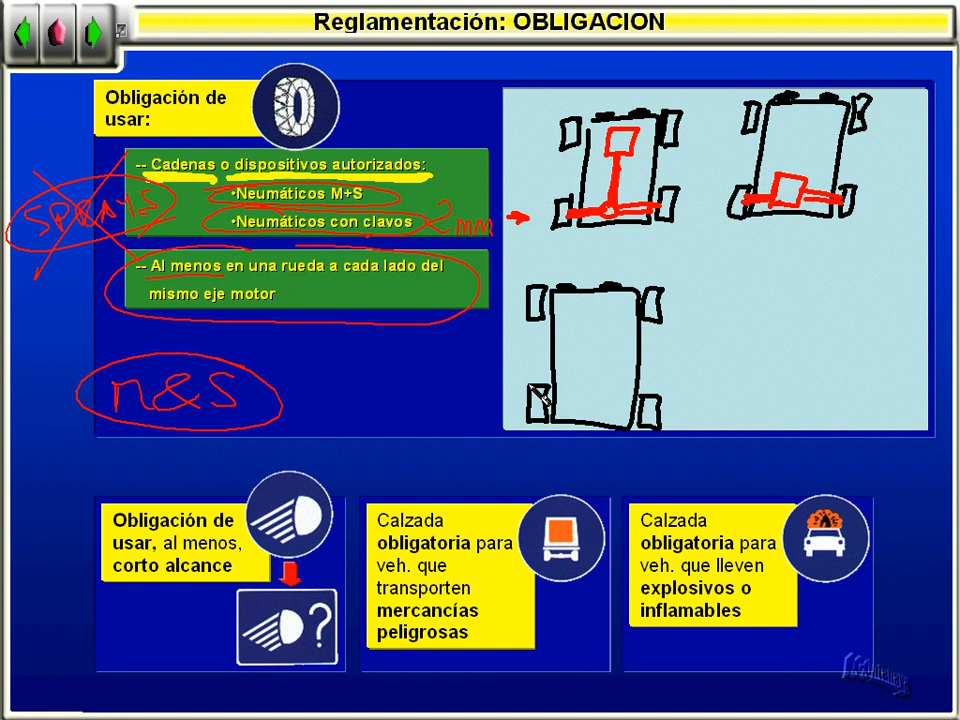 Reglamentación: OBLIGACION
Obligación de
usar:
-- Cadenas o dispositivos autorizados:
•Neumáticos M+S
•Neumáticos con clavos
2 mm
SPRAYS
-- Al menos en una rueda a cada lado del
mismo eje motor
M&S
Obligación de
usar, al menos,
corto alcance
?
Calzada
obligatoria para
veh. que
transporten
mercancías
peligrosas
Calzada
obligatoria para
veh. que lleven
explosivos o
inflamables